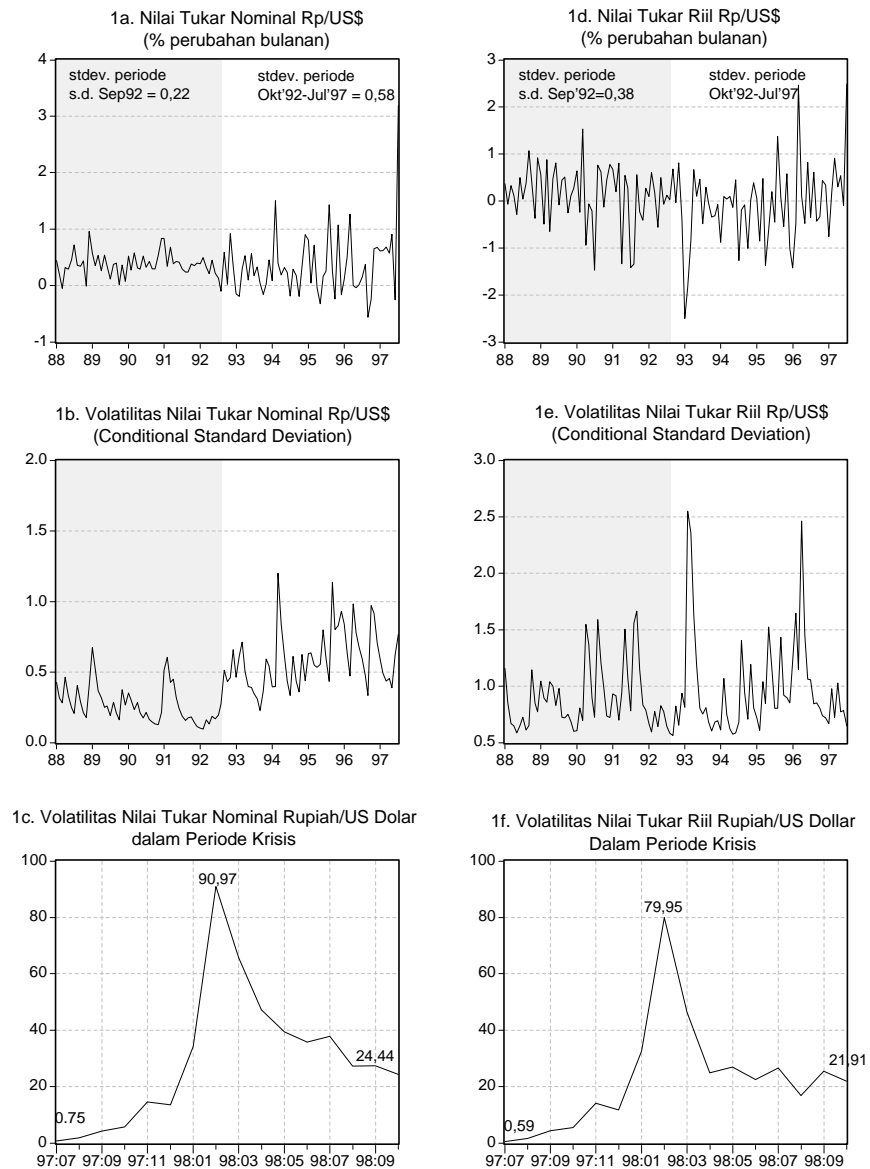 1a. Nilai Tukar Nominal Rp/US$
(% perubahan bulanan)
4
3
2
1
0
-1
stdev. periode
s.d. Sep92 = 0,22
stdev. periode
Okt'92-Jul'97 = 0,58
88 89 90 91 92 93 94 95 96 97
1d. Nilai Tukar Riil Rp/US$
(% perubahan bulanan)
3
2
1
0
-1
-2
-3
stdev. periode
s.d. Sep'92=0,38
stdev. periode
Okt'92-Jul'97
88 89 90 91 92 93 94 95 96 97
1b. Volatilitas Nilai Tukar Nominal Rp/US$
(Conditional Standard Deviation)
2.0
1.5
1.0
0.5
0.0
88 89 90 91 92 93 94 95 96 97
1e. Volatilitas Nilai Tukar Riil Rp/US$
(Conditional Standard Deviation)
3.0
2.5
2.0
1.5
1.0
0.5
88 89 90 91 92 93 94 95 96 97
1c. Volatilitas Nilai Tukar Nominal Rupiah/US Dolar
dalam Periode Krisis
100
80
60
40
20
0
90,97
24,44
0.75
97:07 97:09 97:11 98:01 98:03 98:05 98:07 98:09
1f. Volatilitas Nilai Tukar Riil Rupiah/US Dollar
Dalam Periode Krisis
100
80
60
40
20
0
79,95
21,91
0,59
97:07 97:09 97:11 98:01 98:03 98:05 98:07 98:09